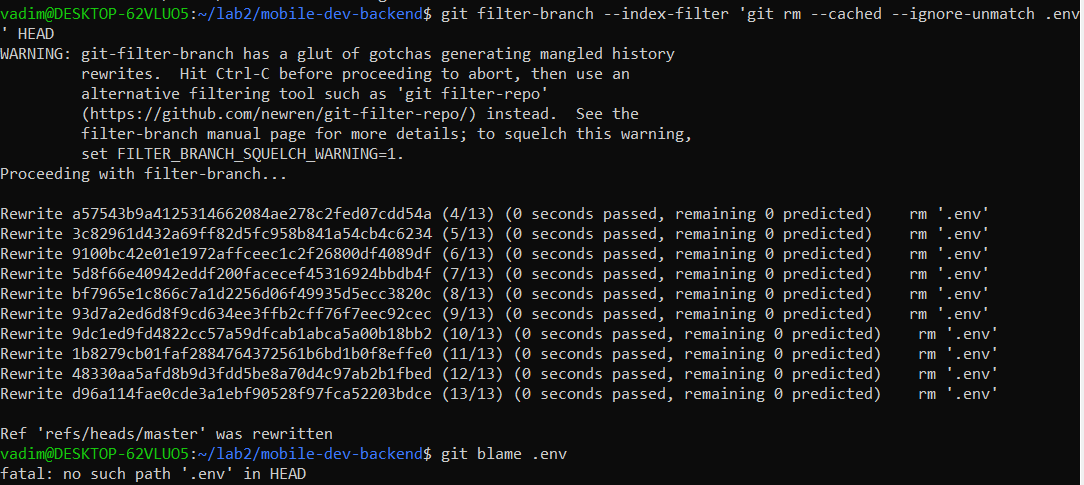 vadim@DESKTOP-62VLUO5:~/lab2/mobile-dev-backend$ git filter-branch --index-filter 'git rm --cached --ignore-unmatch .env
' HEAD
WARNING: git-filter-branch has a glut of gotchas generating mangled history
rewrites.  Hit Ctrl-C before proceeding to abort, then use an
alternative filtering tool such as 'git filter-repo'
(https://github.com/newren/git-filter-repo/) instead.  See the
filter-branch manual page for more details; to squelch this warning,
set FILTER_BRANCH_SQUELCH_WARNING=1.
Proceeding with filter-branch...
Rewrite a57543b9a4125314662084ae278c2fed07cdd54a (4/13) (0 seconds passed, remaining 0 predicted)    rm '.env'
Rewrite 3c82961d432a69ff82d5fc958b841a54cb4c6234 (5/13) (0 seconds passed, remaining 0 predicted)    rm '.env'
Rewrite 9100bc42e01e1972affceec1c2f26800df4089df (6/13) (0 seconds passed, remaining 0 predicted)    rm '.env'
Rewrite 5d8f66e40942eddf200facecef45316924bbdb4f (7/13) (0 seconds passed, remaining 0 predicted)    rm '.env'
Rewrite bf7965e1c866c7a1d2256d06f49935d5ecc3820c (8/13) (0 seconds passed, remaining 0 predicted)    rm '.env'
Rewrite 93d7a2ed6d8f9cd634ee3ffb2cff76f7eec92cec (9/13) (0 seconds passed, remaining 0 predicted)    rm '.env'
Rewrite 9dc1ed9fd4822cc57a59dfcab1abca5a00b18bb2 (10/13) (0 seconds passed, remaining 0 predicted)    rm '.env'
Rewrite 1b8279cb01faf2884764372561b6bd1b0f8effe0 (11/13) (0 seconds passed, remaining 0 predicted)    rm '.env'
Rewrite 48330aa5afd8b9d3fdd5be8a70d4c97ab2b1fbed (12/13) (0 seconds passed, remaining 0 predicted)    rm '.env'
Rewrite d96a114fae0cde3a1ebf90528f97fca52203bdce (13/13) (0 seconds passed, remaining 0 predicted)    rm '.env'
Ref 'refs/heads/master' was rewritten
vadim@DESKTOP-62VLUO5:~/lab2/mobile-dev-backend$ git blame .env
fatal: no such path '.env' in HEAD